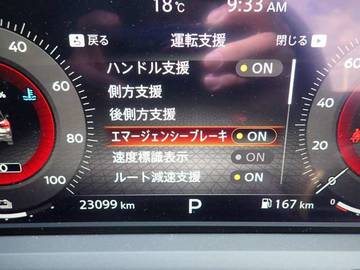 18℃ 9:33 AM
戻る 運転支援 閉じる
ハンドル支援 ON
側方支援
後側方支援
エマージェンシーブレーキ ON
速度標識表示 ON
ルート減速支援 ON
40
60
80
100
60
40
20
0
23099 km P 167 km